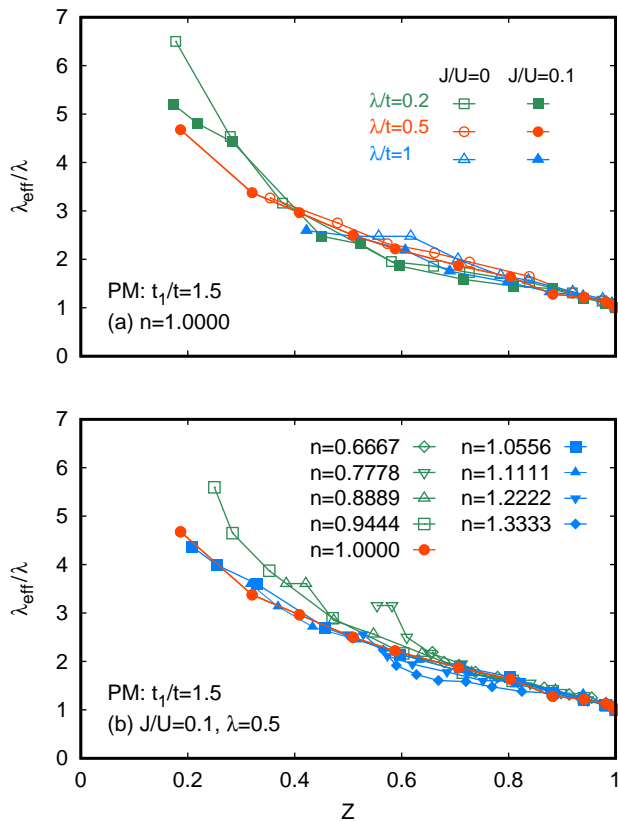 7
6
5
4
3
2
1
0
λeff/λ
J/U=0 J/U=0.1
λ/t=0.2
λ/t=0.5
λ/t=1
PM: t1/t=1.5
(a) n=1.0000
7
6
5
4
3
2
1
0
λeff/λ
n=0.6667 n=1.0556
n=0.7778 n=1.1111
n=0.8889 n=1.2222
n=0.9444 n=1.3333
n=1.0000
PM: t1/t=1.5
(b) J/U=0.1, λ=0.5
0 0.2 0.4 0.6 0.8 1
Z